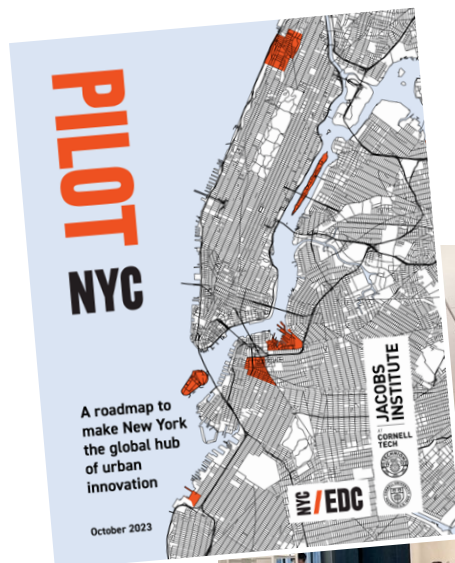 PILOT
NYC
A roadmap to
make New York
the global hub
of urban
innovation
October 2023
NYC / EDC
JACOBS
INSTITUTE
AT
CORNELL
TECH